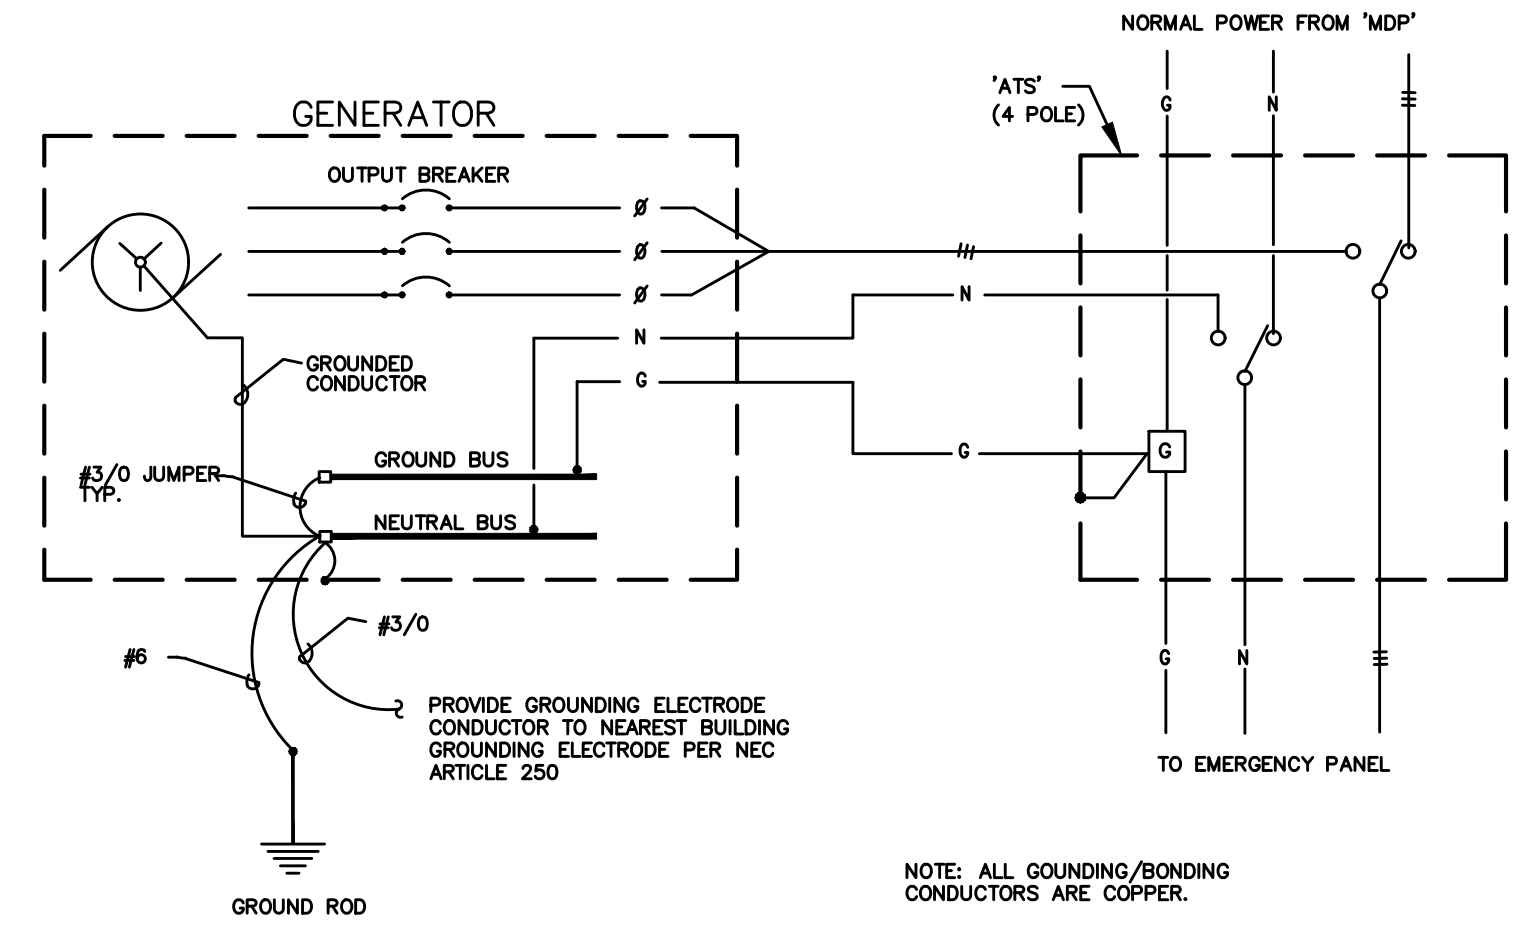 NORMAL POWER FROM 'MDP'
'ATS'
(4 POLE)
G
N
GENERATOR
OUTPUT BREAKER
Ø
Ø
Ø
N
N
GROUNDED
CONDUCTOR
G
GROUND BUS
G
G
#3/0 JUMPER
TYP.
NEUTRAL BUS
#3/0
#6
G
N
PROVIDE GROUNDING ELECTRODE
CONDUCTOR TO NEAREST BUILDING
GROUNDING ELECTRODE PER NEC
ARTICLE 250
TO EMERGENCY PANEL
NOTE: ALL GOUNDING/BONDING
CONDUCTORS ARE COPPER.
GROUND ROD